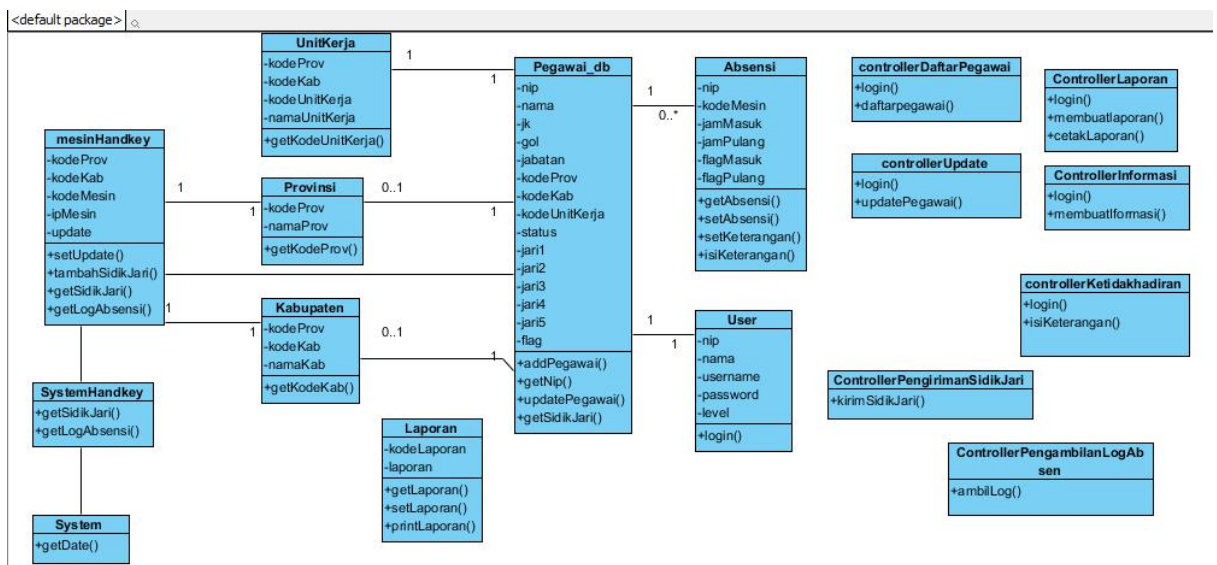 <default package>
UnitKerja
-kodeProv
-kodeKab
-kodeUnitKerja
-namaUnitKerja
+getKodeUnitKerja()
1
1
Pegawai_db
-nip
-nama
-jk
-gol
-jabatan
-kodeProv
-kodeKab
-kodeUnitKerja
-status
-jari1
-jari2
-jari3
-jari4
-jari5
-flag
+addPegawai()
+getNip()
+updatePegawai()
+getSidikJari()
1
0..*
Absensi
-nip
-kodeMesin
-jamMasuk
-jamPulang
-flagMasuk
-flagPulang
+getAbsensi()
+setAbsensi()
+setKeterangan()
+isiKeterangan()
controllerDaftarPegawai
+login()
+daftarpegawai()
ControllerLaporan
+login()
+membuatlaporan()
+cetakLaporan()
controllerUpdate
+login()
+updatePegawai()
ControllerInformasi
+login()
+membuatIformasi()
mesinHandkey
-kodeProv
-kodeKab
-kodeMesin
-ipMesin
-update
+setUpdate()
+tambahSidikJari()
+getSidikJari()
+getLogAbsensi()
1
1
Provinsi
-kodeProv
-namaProv
+getKodeProv()
0..1
1
1
1
Kabupaten
-kodeProv
-kodeKab
-namaKab
+getKodeKab()
0..1
1
controllerKetidakhadiran
+login()
+isiKeterangan()
1
1
User
-nip
-nama
-username
-password
-level
+login()
ControllerPengirimanSidikJari
+kirimSidikJari()
SystemHandkey
+getSidikJari()
+getLogAbsensi()
Laporan
-kodeLaporan
-laporan
+getLaporan()
+setLaporan()
+printLaporan()
ControllerPengambilanLogAb
sen
+ambilLog()
System
+getDate()